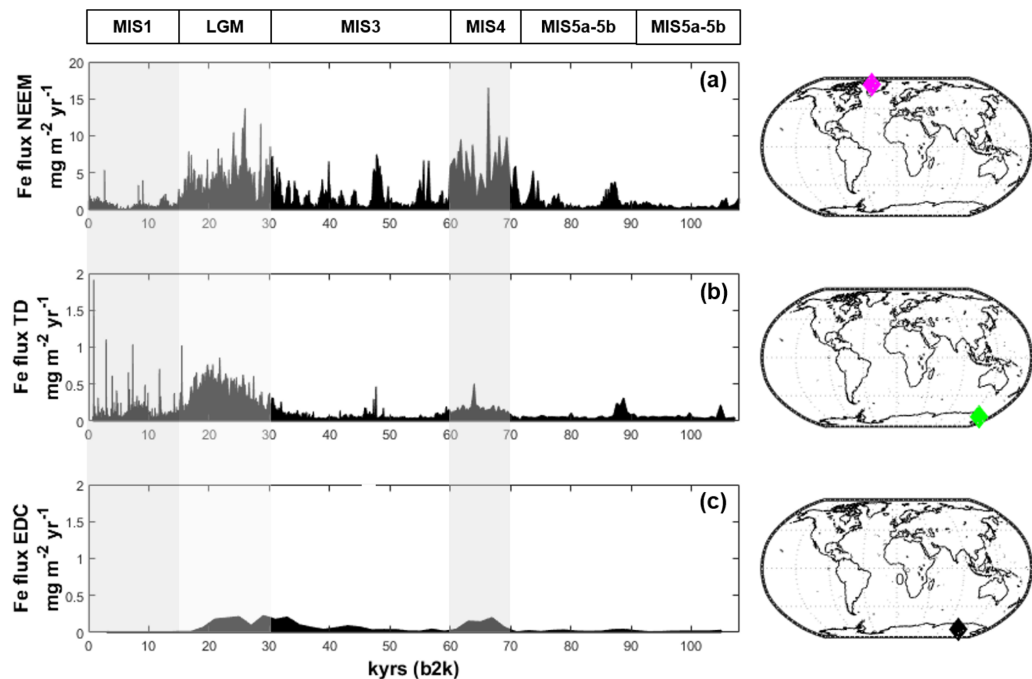 MIS1 LGM MIS3 MIS4 MIS5a-5b MIS5a-5b
(a)
Fe flux NEEM
mg m⁻² yr⁻¹
20
15
10
5
0
0 10 20 30 40 50 60 70 80 90 100
(b)
Fe flux TD
mg m⁻² yr⁻¹
2
1.5
1
0.5
0
0 10 20 30 40 50 60 70 80 90 100
(c)
Fe flux EDC
mg m⁻² yr⁻¹
2
1.5
1
0.5
0
0 10 20 30 40 50 60 70 80 90 100
kyrs (b2k)
0